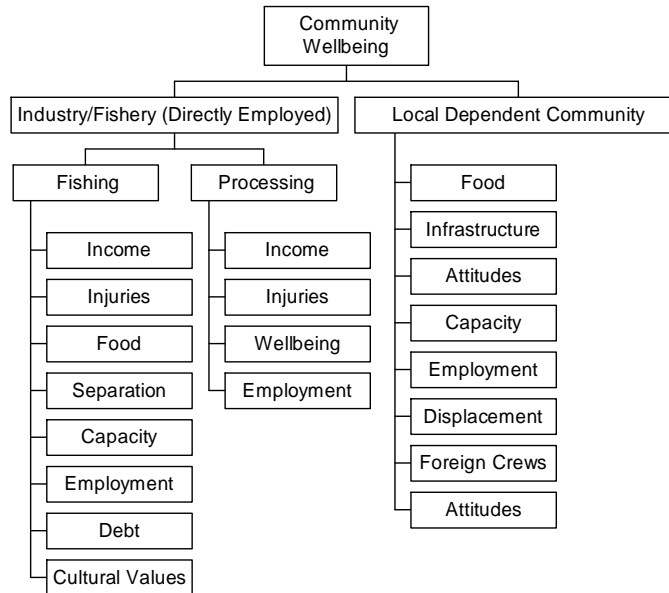 Community
Wellbeing
Industry/Fishery (Directly Employed)
Local Dependent Community
Fishing
Processing
Income
Injuries
Food
Separation
Capacity
Employment
Debt
Cultural Values
Income
Injuries
Wellbeing
Employment
Food
Infrastructure
Attitudes
Capacity
Employment
Displacement
Foreign Crews
Attitudes